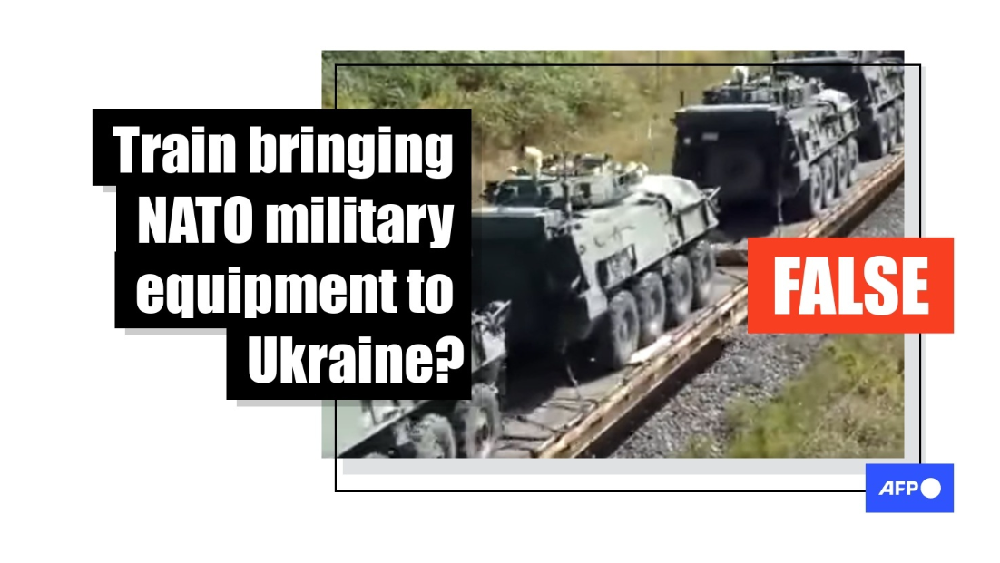 Train bringing
NATO military
equipment to
Ukraine?
FALSE
AFP